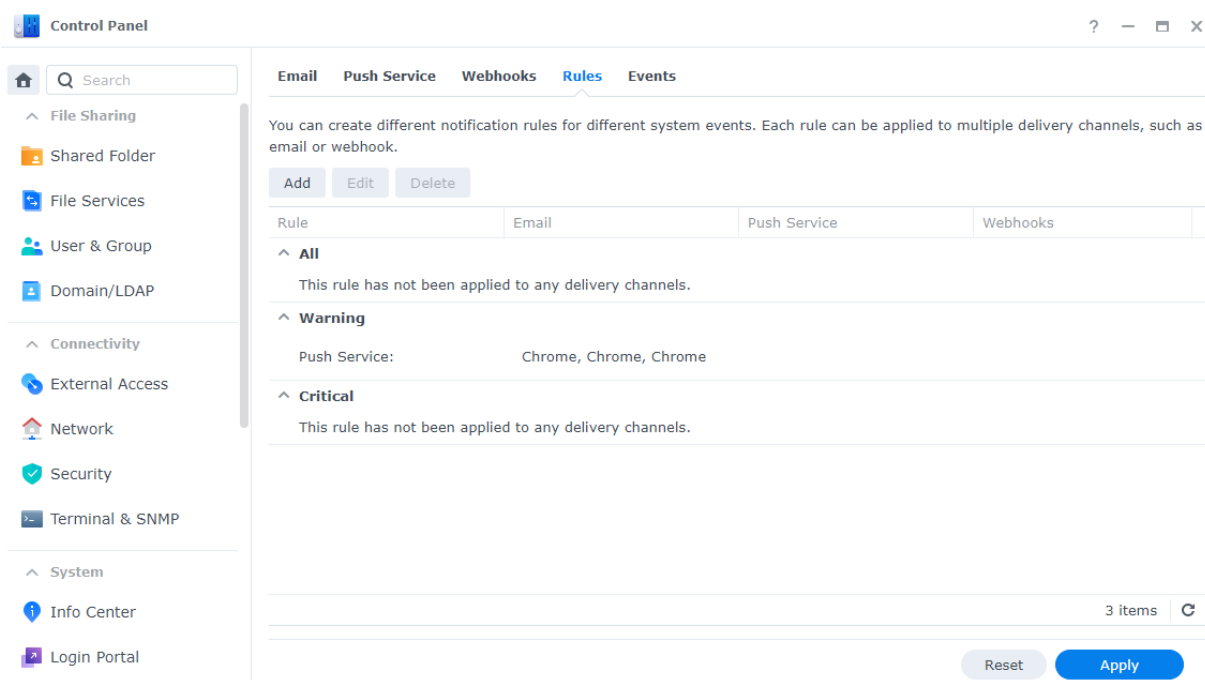 Control Panel
?
Search
File Sharing
Shared Folder
File Services
User & Group
Domain/LDAP
Connectivity
External Access
Network
Security
Terminal & SNMP
System
Info Center
Login Portal
Email Push Service Webhooks Rules Events
You can create different notification rules for different system events. Each rule can be applied to multiple delivery channels, such as
email or webhook.
Add Edit Delete
Rule Email Push Service Webhooks
All
This rule has not been applied to any delivery channels.
Warning
Push Service: Chrome, Chrome, Chrome
Critical
This rule has not been applied to any delivery channels.
3 items
Reset Apply